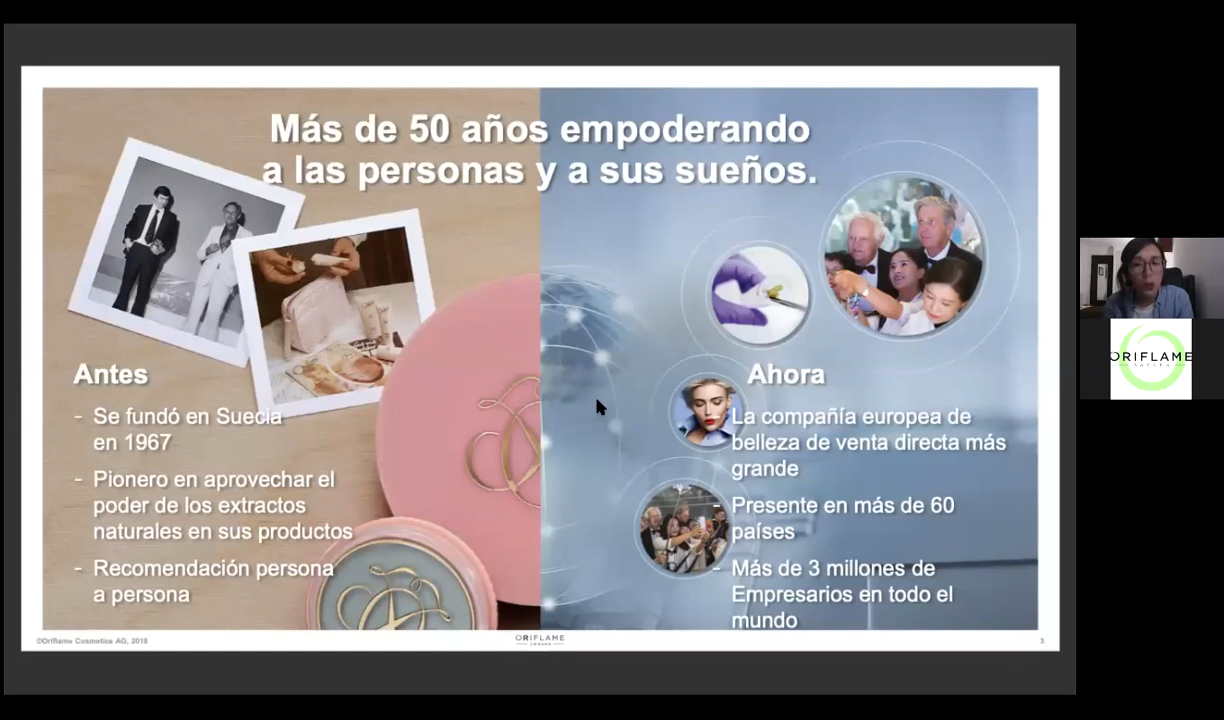 Más de 50 años empoderando
a las personas y a sus sueños.
Antes
- Se fundó en Suecia
en 1967
- Pionero en aprovechar el
poder de los extractos
naturales en sus productos
- Recomendación persona
a persona
Ahora
- La compañía europea de
belleza de venta directa más
grande
- Presente en más de 60
países
- Más de 3 millones de
Empresarios en todo el
mundo
©Oriflame Cosmetics AG, 2018
ORIFLAME
SWEDEN
3
ORIFLAME
SWEDEN